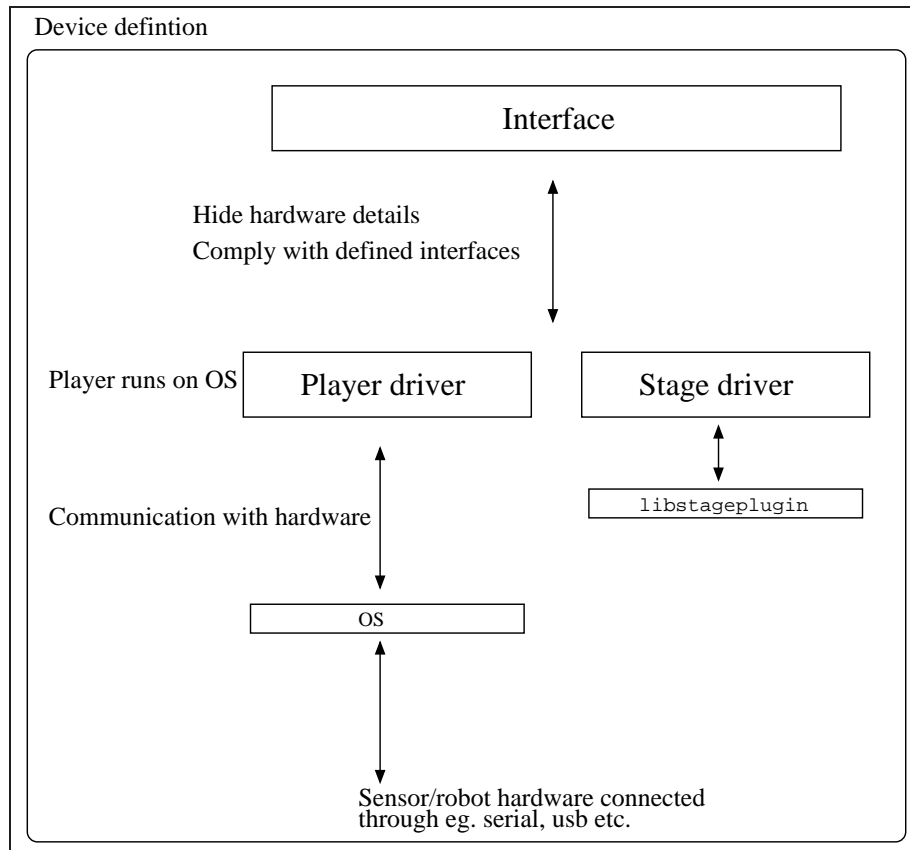 Device defintion
Interface
Hide hardware details
Comply with defined interfaces
Player runs on OS
Player driver
Stage driver
libstageplugin
Communication with hardware
OS
Sensor/robot hardware connected
through eg. serial, usb etc.